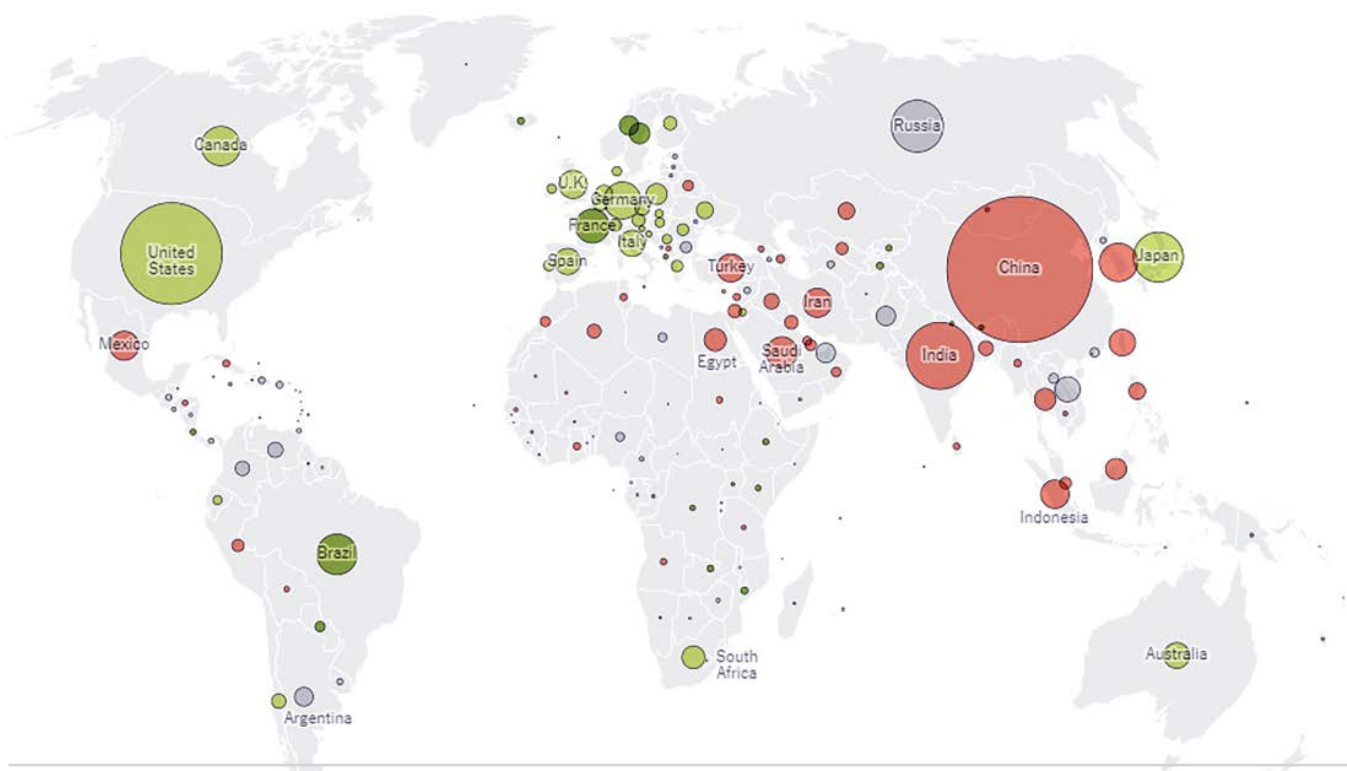 Russia
Canada
U.K.
Germany
France
Italy
Spain
United
States
Turkey
China
Japan
Iran
Mexico
Egypt
Saudi
Arabia
India
Indonesia
Brazil
South
Africa
Australia
Argentina